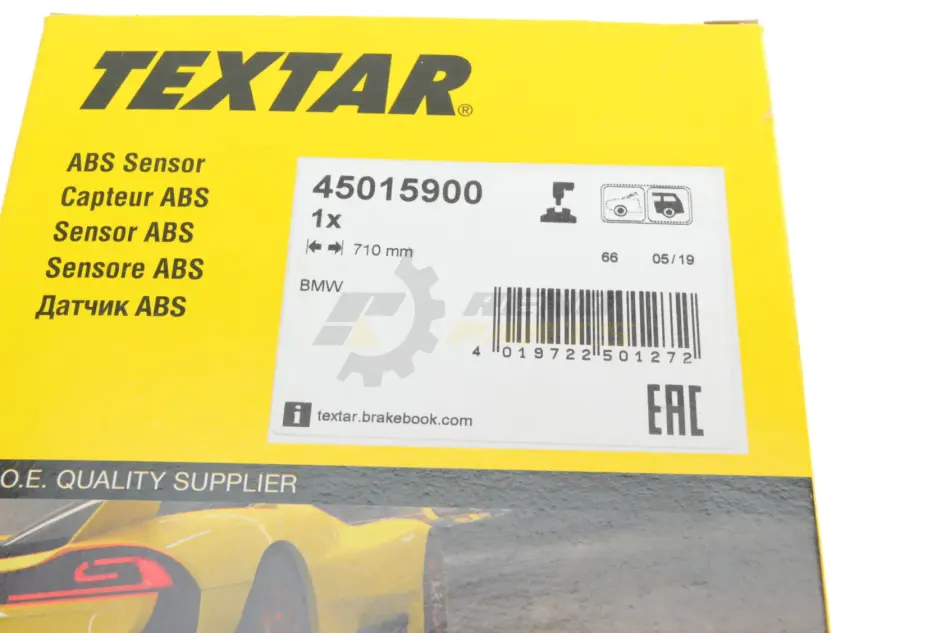 TEXTAR®
ABS Sensor
Capteur ABS
Sensor ABS
Sensore ABS
Датчик ABS
45015900
1x
710 mm
66 05/19
BMW
4 019722 501272
i textar.brakebook.com
EAC
O.E. QUALITY SUPPLIER